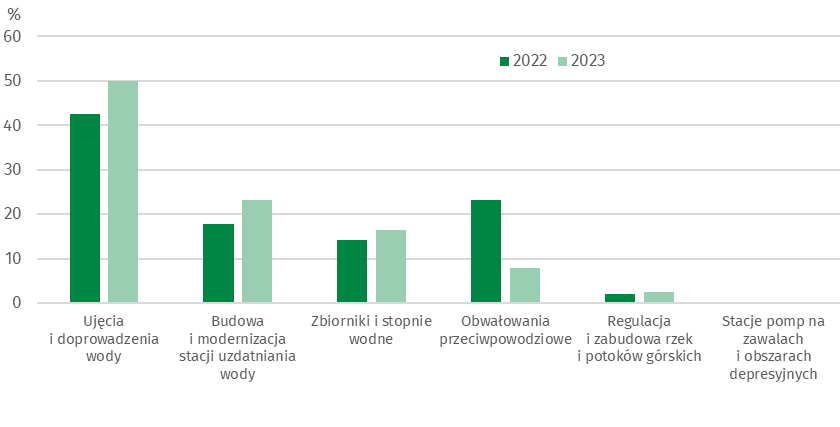 %
60
50
40
30
20
10
0
2022 2023
Ujęcia
i doprowadzenia
wody
Budowa
i modernizacja
stacji uzdatniania
wody
Zbiorniki i stopnie
wodne
Obwałowania
przeciwpowodziowe
Regulacja
i zabudowa rzek
i potoków górskich
Stacje pomp na
zawalach
i obszarach
depresyjnych